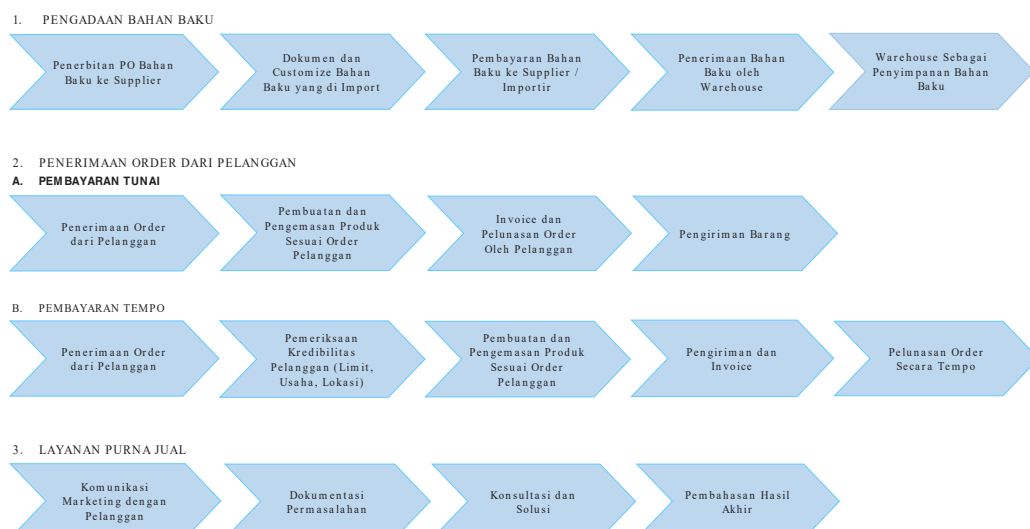 1. PENGADAAN BAHAN BAKU
Penerbitan PO Bahan
Baku ke Supplier
Dokumen dan
Customize Bahan
Baku yang di Import
Pembayaran Bahan
Baku ke Supplier /
Importir
Penerimaan Bahan
Baku oleh
Warehouse
Warehouse Sebagai
Penyimpanan Bahan
Baku
2. PENERIMAAN ORDER DARI PELANGGAN
A. PEMBAYARAN TUNAI
Penerimaan Order
dari Pelanggan
Pembuatan dan
Pengemasan Produk
Sesuai Order
Pelanggan
Invoice dan
Pelunasan Order
Oleh Pelanggan
Pengiriman Barang
B. PEMBAYARAN TEMPO
Penerimaan Order
dari Pelanggan
Pemeriksaan
Kredibilitas
Pelanggan (Limit,
Usaha, Lokasi)
Pembuatan dan
Pengemasan Produk
Sesuai Order
Pelanggan
Pengiriman dan
Invoice
Pelunasan Order
Secara Tempo
3. LAYANAN PURNA JUAL
Komunikasi
Marketing dengan
Pelanggan
Dokumentasi
Permasalahan
Konsultasi dan
Solusi
Pembahasan Hasil
Akhir